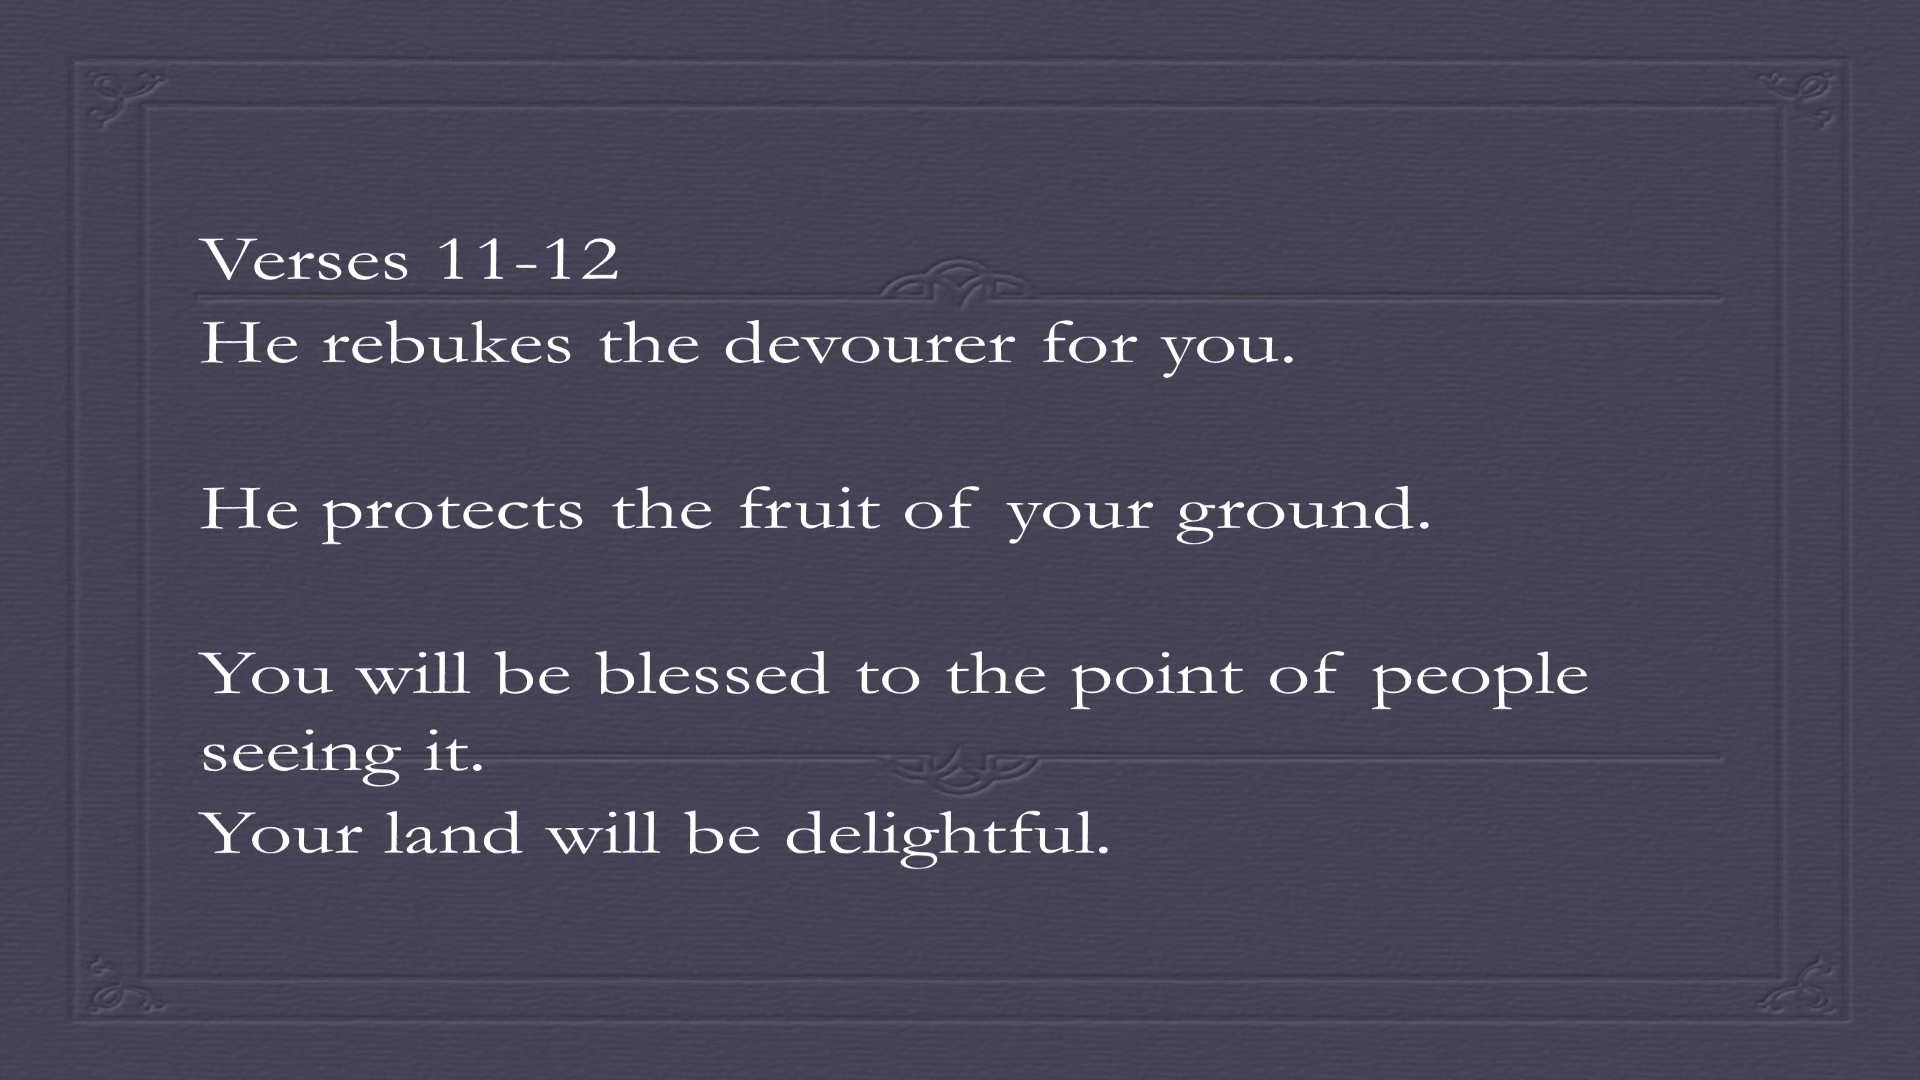 Verses 11-12
He rebukes the devourer for you.
He protects the fruit of your ground.
You will be blessed to the point of people
seeing it.
Your land will be delightful.